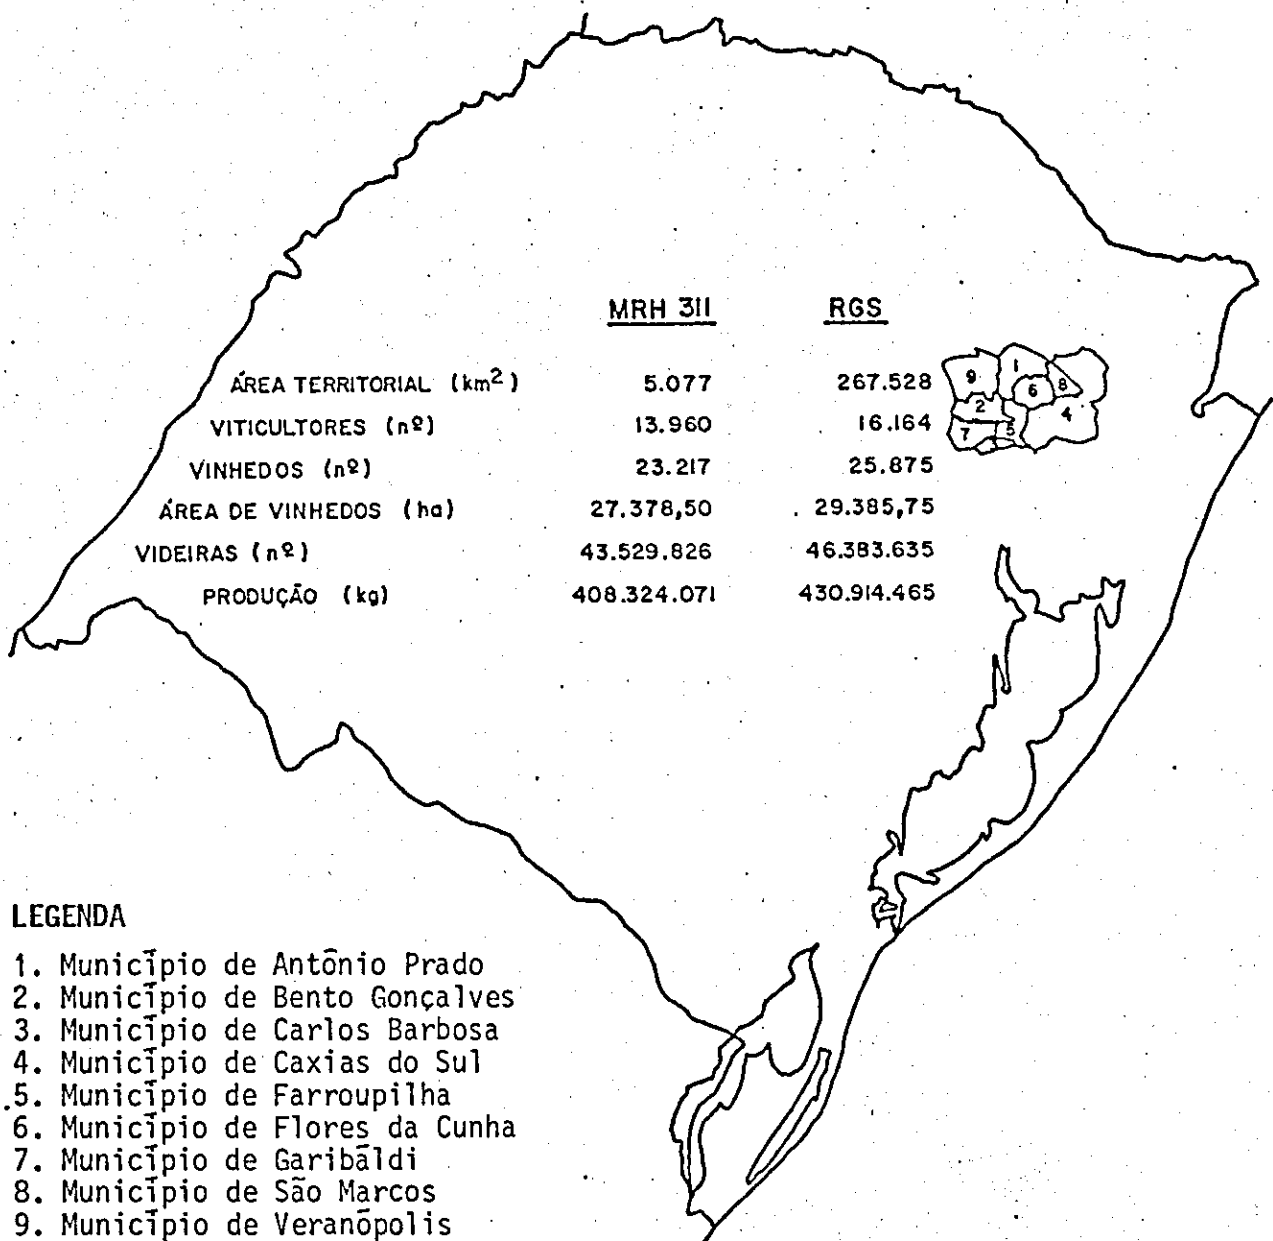 MRH 311 RGS
ÁREA TERRITORIAL (km²) 5.077 267.528
VITICULTORES (nº) 13.960 16.164
VINHEDOS (nº) 23.217 25.875
ÁREA DE VINHEDOS (ha) 27.378,50 29.385,75
VIDEIRAS (nº) 43.529.826 46.383.635
PRODUÇÃO (kg) 408.324.071 430.914.465
9 1 8
6
2 4
7 5
LEGENDA
1. Município de Antônio Prado
2. Município de Bento Gonçalves
3. Município de Carlos Barbosa
4. Município de Caxias do Sul
5. Município de Farroupilha
6. Município de Flores da Cunha
7. Município de Garibáldi
8. Município de São Marcos
9. Município de Veranópolis